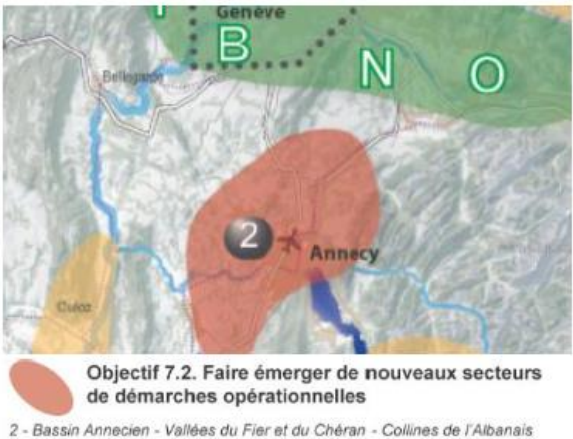 Genève
B
N
O
Bellegarde
2
Annecy
Culoz
Objectif 7.2. Faire émerger de nouveaux secteurs
de démarches opérationnelles
2 - Bassin Annecien - Vallées du Fier et du Chéran - Collines de l'Albanais